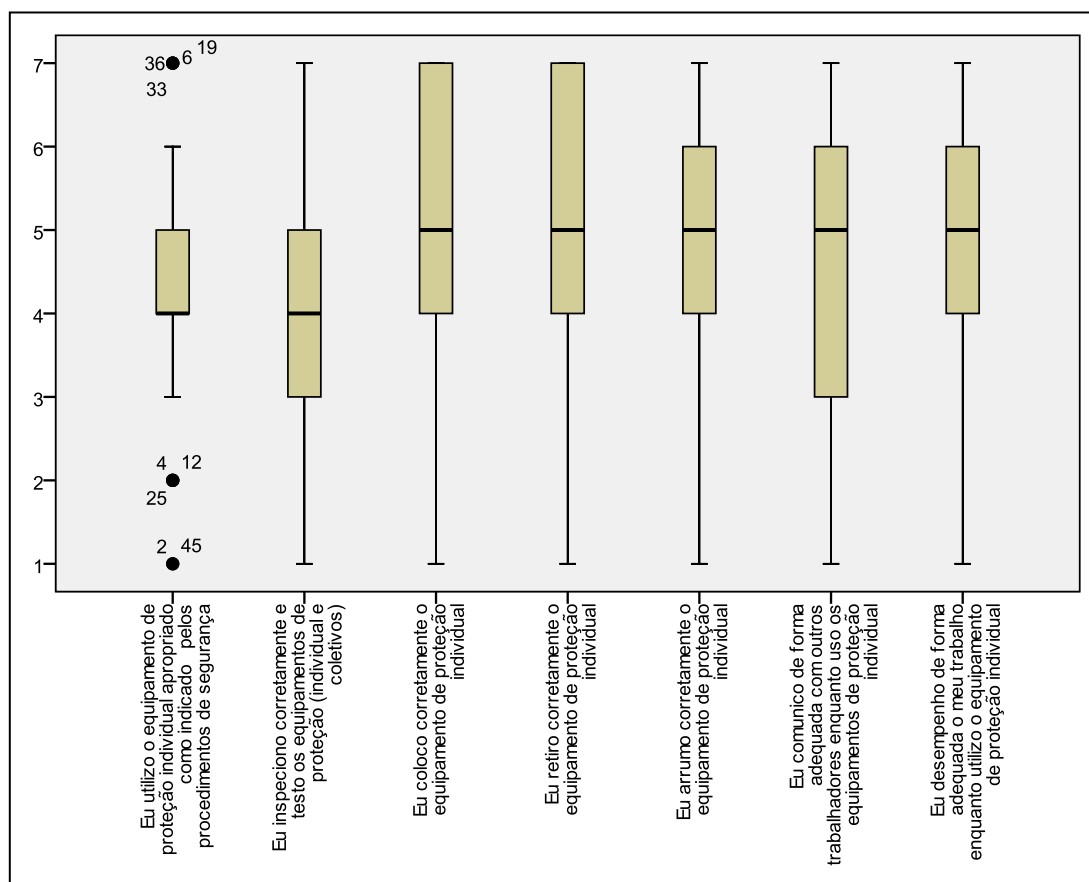 36 6 19
33
4 12
25
2 45
7
6
5
4
3
2
1
Eu utilizo o equipamento de
proteção individual apropriado
como indicado pelos
procedimentos de segurança
Eu inspeciono corretamente e
testo os equipamentos de
proteção (individual e
coletivos)
Eu coloco corretamente o
equipamento de proteção
individual
Eu retiro corretamente o
equipamento de proteção
individual
Eu arrumo corretamente o
equipamento de proteção
individual
Eu comunico de forma
adequada com outros
trabalhadores enquanto uso os
equipamentos de proteção
individual
Eu desempenho de forma
adequada o meu trabalho
enquanto utilizo o equipamento
de proteção individual